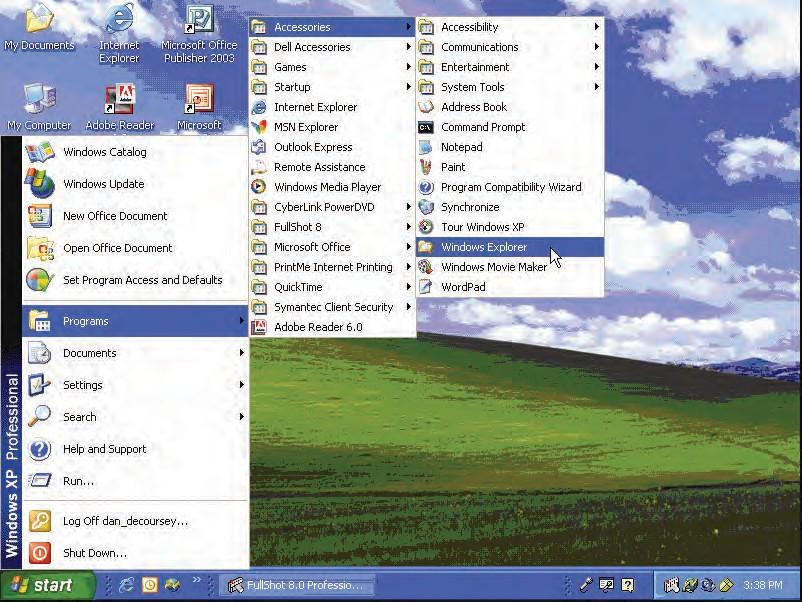 My Documents
Internet
Explorer
Microsoft Office
Publisher 2003
My Computer
Adobe Reader
Microsoft
Windows Catalog
Windows Update
New Office Document
Open Office Document
Set Program Access and Defaults
Programs
Documents
Settings
Search
Help and Support
Run...
Log Off dan_decoursey...
Shut Down...
Windows XP Professional
Accessories
Dell Accessories
Games
Startup
Internet Explorer
MSN Explorer
Outlook Express
Remote Assistance
Windows Media Player
CyberLink PowerDVD
FullShot 8
Microsoft Office
PrintMe Internet Printing
QuickTime
Symantec Client Security
Adobe Reader 6.0
Accessibility
Communications
Entertainment
System Tools
Address Book
Command Prompt
Notepad
Paint
Program Compatibility Wizard
Synchronize
Tour Windows XP
Windows Explorer
Windows Movie Maker
WordPad
start
FullShot 8.0 Professio...
3:38 PM